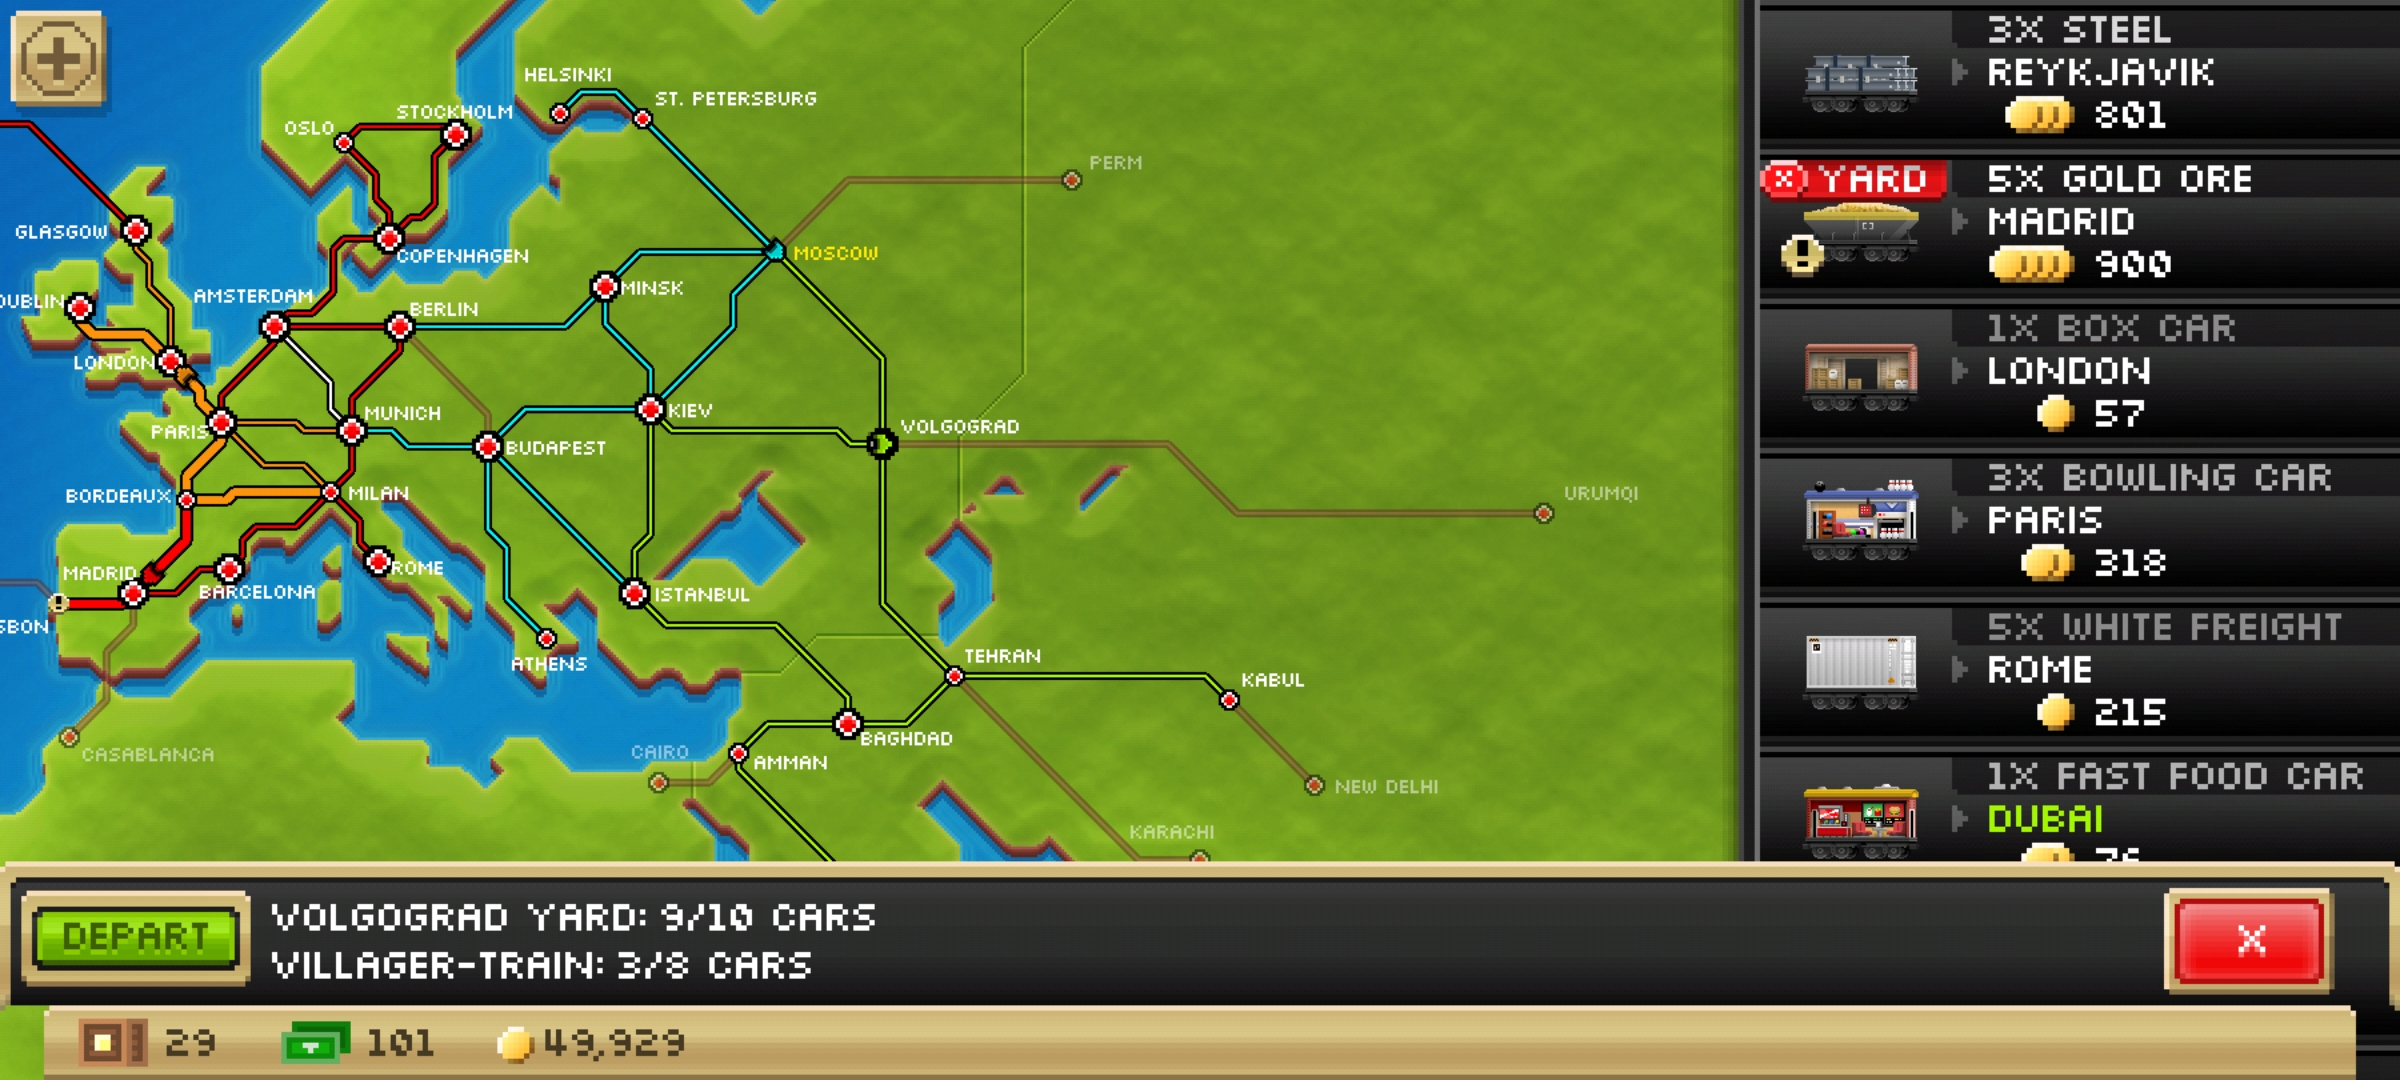 HELSINKI
ST. PETERSBURG
STOCKHOLM
OSLO
PERM
GLASGOW
COPENHAGEN
MOSCOW
MINSK
AMSTERDAM
UBLIN
BERLIN
LONDON
MUNICH
KIEV
PARIS
VOLGOGRAD
BUDAPEST
BORDEAUX
MILAN
URUMQI
MADRID
ROME
BARCELONA
ISTANBUL
SBON
ATHENS
TEHRAN
KABUL
CASABLANCA
CAIRO
BAGHDAD
AMMAN
NEW DELHI
KARACHI
3X STEEL
REYKJAVIK
801
YARD
5X GOLD ORE
MADRID
900
1X BOX CAR
LONDON
57
3X BOWLING CAR
PARIS
318
5X WHITE FREIGHT
ROME
215
1X FAST FOOD CAR
DUBAI
DEPART
VOLGOGRAD YARD: 9/10 CARS
VILLAGER-TRAIN: 3/8 CARS
X
29
101
49,929